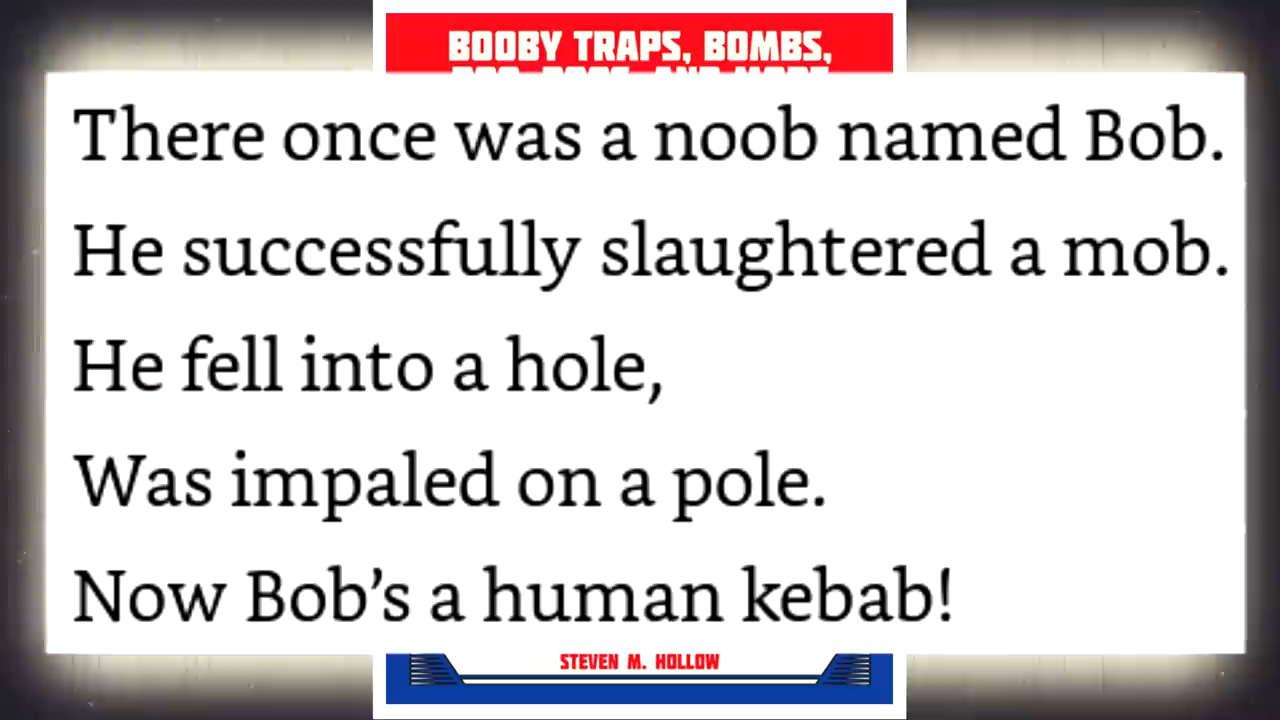 BOOBY TRAPS, BOMBS,
There once was a noob named Bob.
He successfully slaughtered a mob.
He fell into a hole,
Was impaled on a pole.
Now Bob’s a human kebab!
STEVEN M. HOLLOW